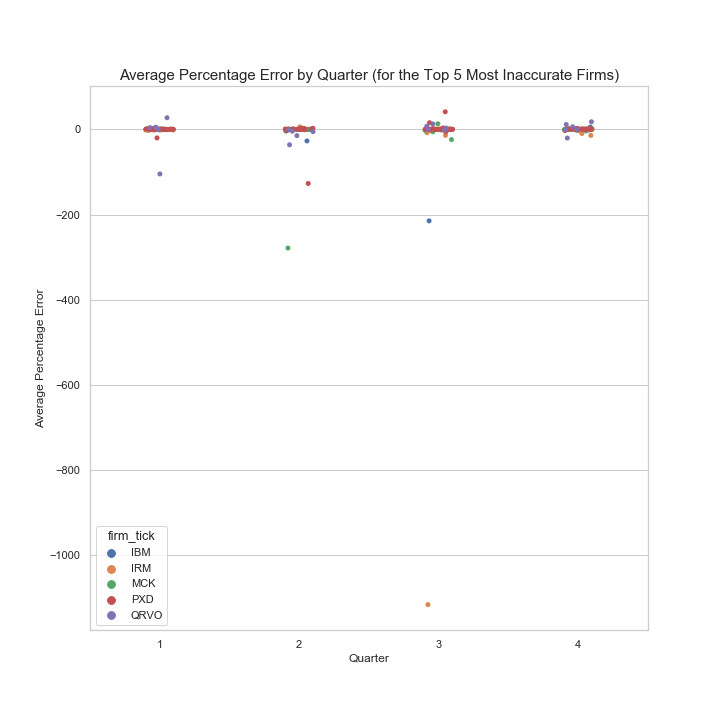 Average Percentage Error by Quarter (for the Top 5 Most Inaccurate Firms)
Average Percentage Error
0
−200
−400
−600
−800
−1000
firm_tick
IBM
IRM
MCK
PXD
QRVO
1 2 3 4
Quarter